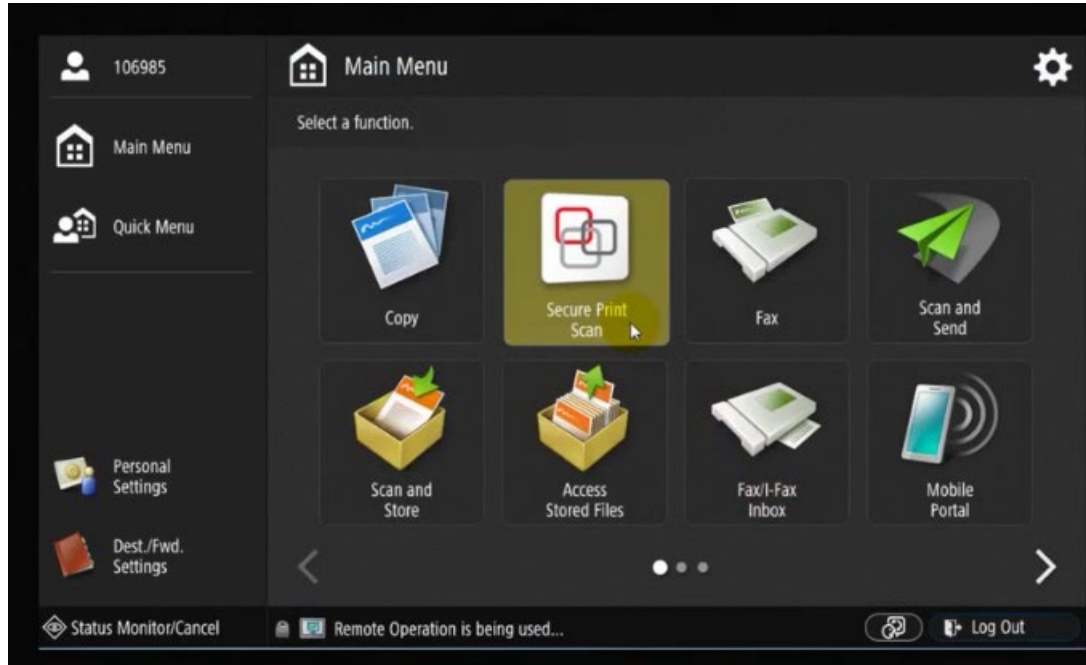 106985
Main Menu
Quick Menu
Personal
Settings
Dest./Fwd.
Settings
Main Menu
Select a function.
Copy
Secure Print
Scan
Fax
Scan and
Send
Scan and
Store
Access
Stored Files
Fax/I-Fax
Inbox
Mobile
Portal
Status Monitor/Cancel
Remote Operation is being used...
Log Out